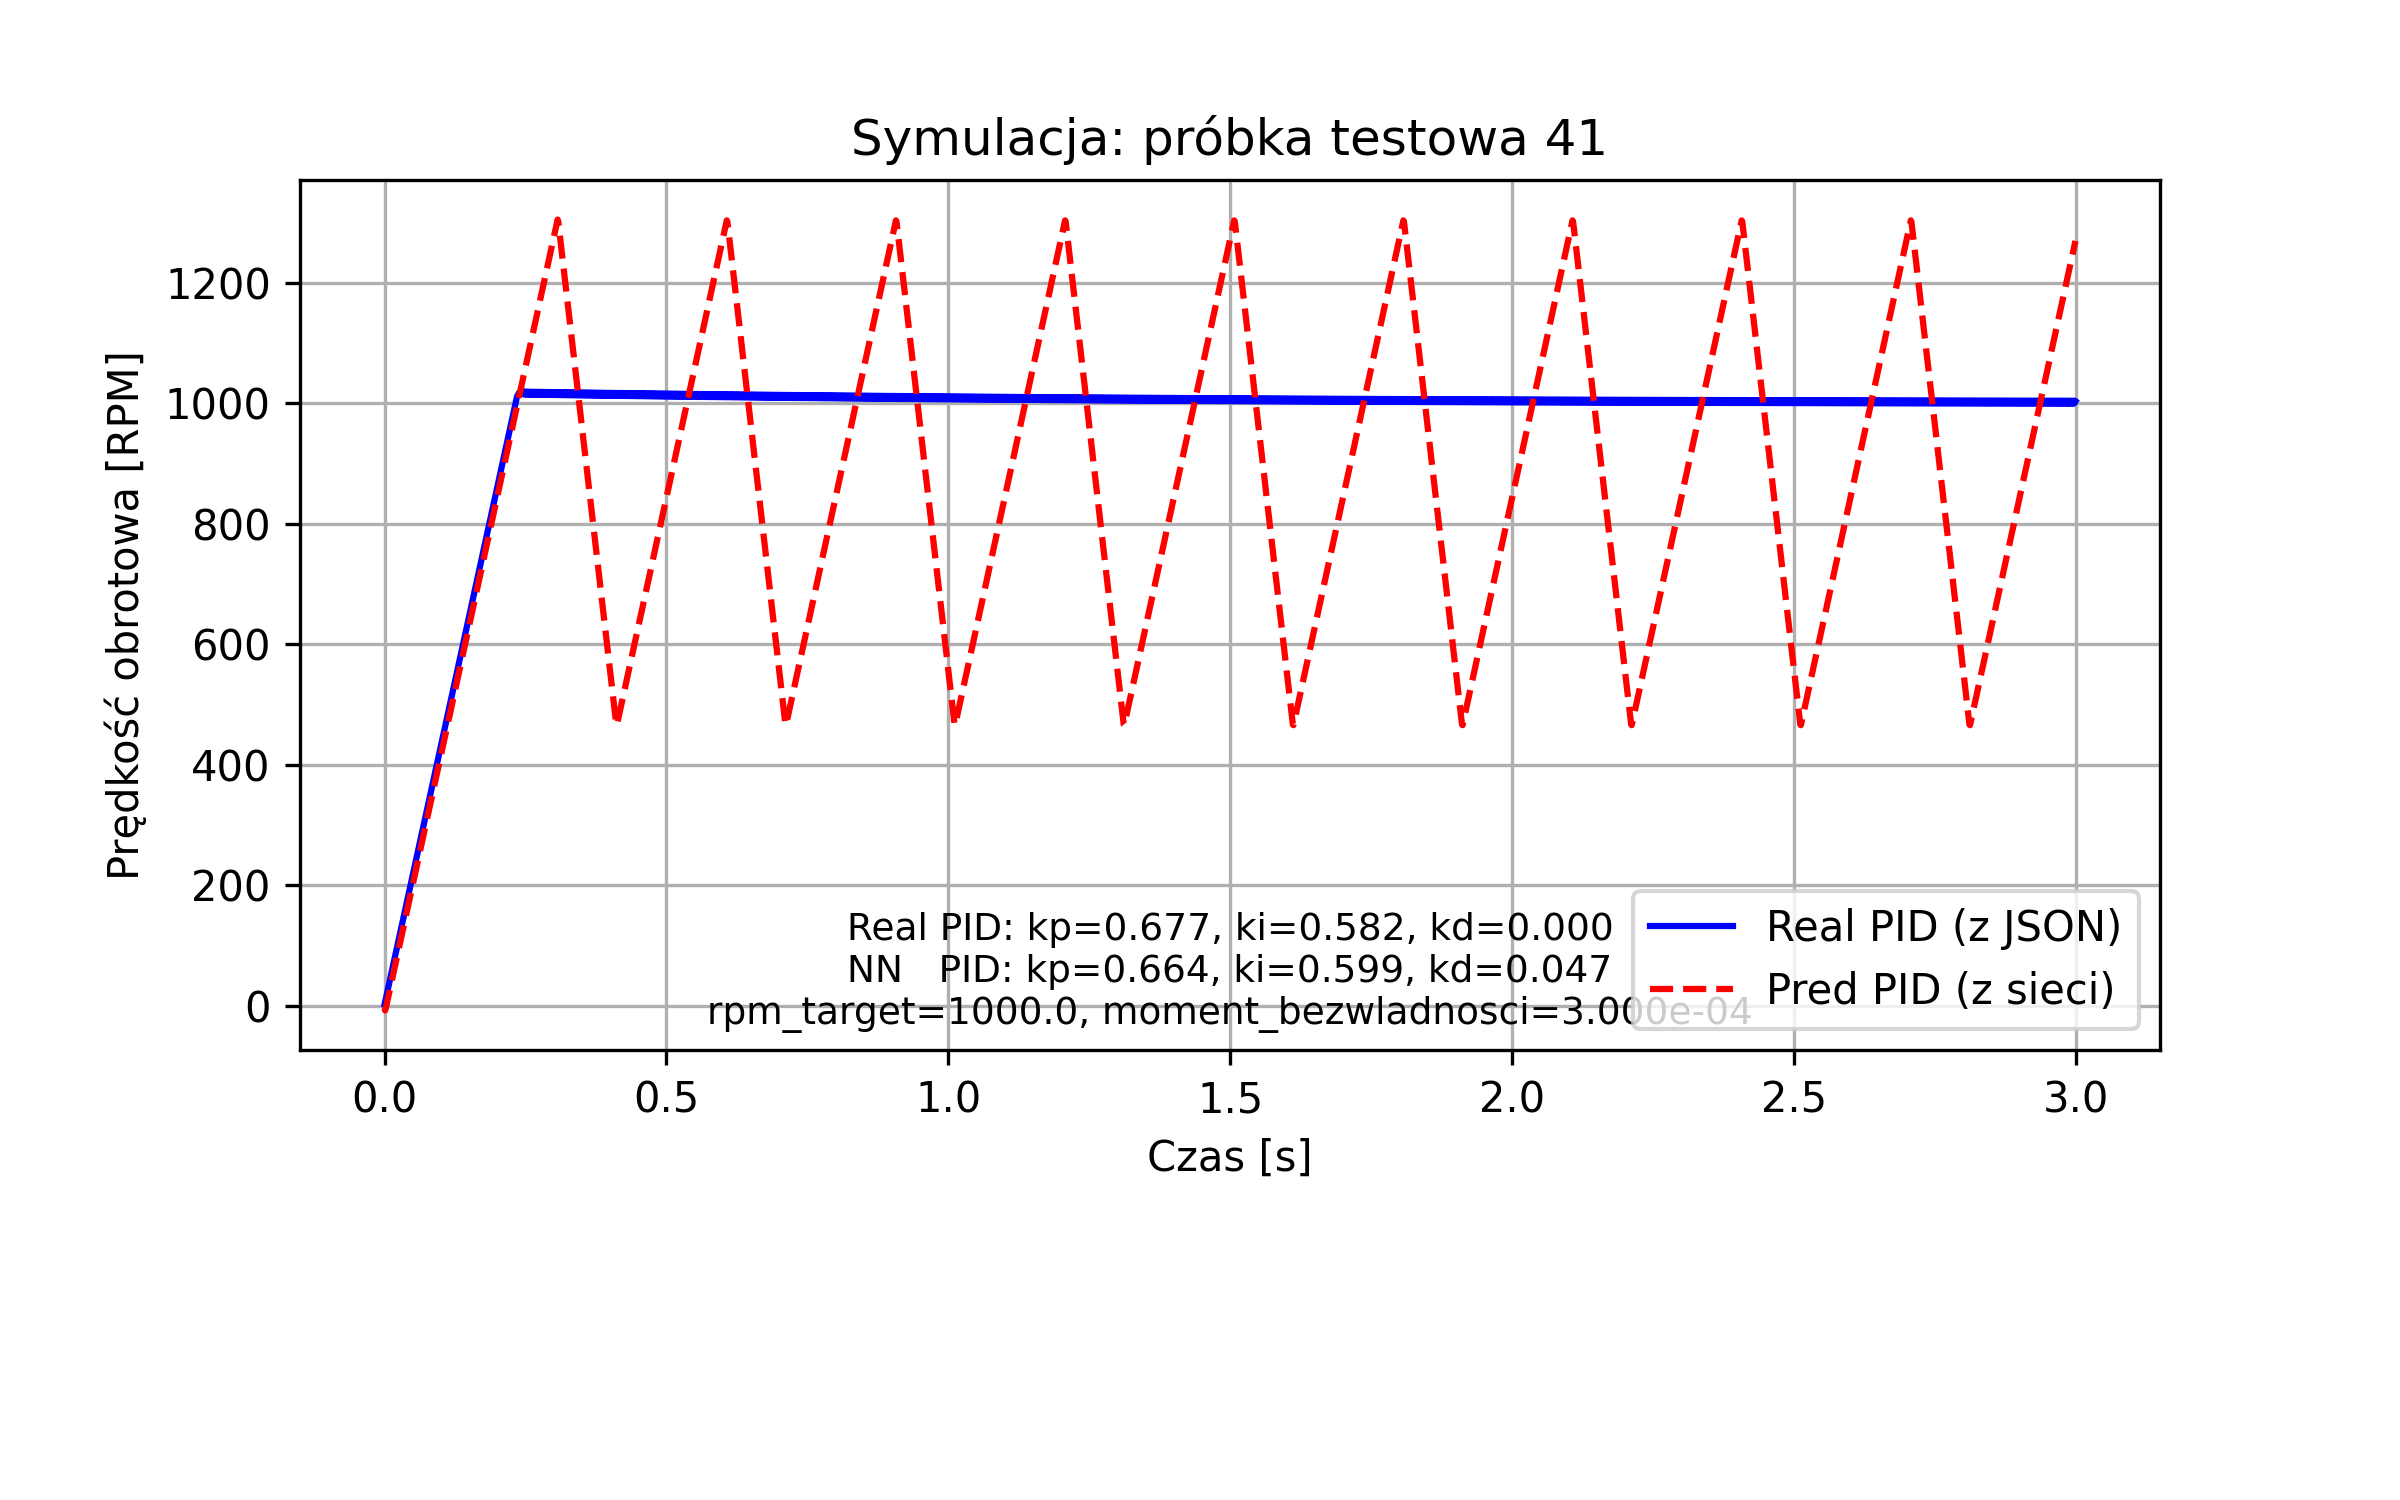 Symulacja: próbka testowa 41
Prędkość obrotowa [RPM]
1200
1000
800
600
400
200
0
Real PID: kp=0.677, ki=0.582, kd=0.000
NN PID: kp=0.664, ki=0.599, kd=0.047
rpm_target=1000.0, moment_bezwladnosci=3.000e-04
Real PID (z JSON)
Pred PID (z sieci)
0.0 0.5 1.0 1.5 2.0 2.5 3.0
Czas [s]